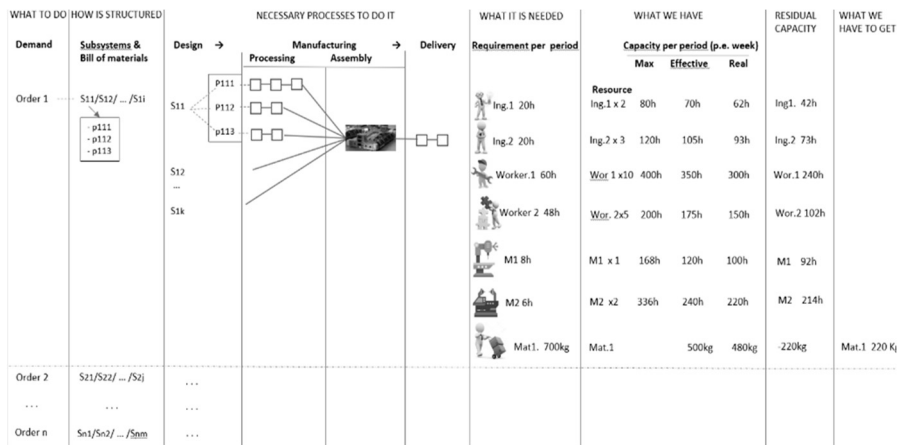 WHAT TO DO HOW IS STRUCTURED NECESSARY PROCESSES TO DO IT WHAT IT IS NEEDED WHAT WE HAVE RESIDUAL CAPACITY WHAT WE HAVE TO GET
Demand Subsystems & Bill of materials Design → Manufacturing → Delivery Requirement per period Capacity per period (p.e. week)
Processing Assembly Max Effective Real
Resource
Order 1 S11/S12/ ... /S1i S11 P111 Ing.1 20h Ing.1 x 2 80h 70h 62h Ing1. 42h
- p111 P112
- p112 p113 Ing.2 20h Ing.2 x 3 120h 105h 93h Ing.2 73h
- p113
S12 Worker.1 60h Wor 1 x10 400h 350h 300h Wor.1 240h
...
S1k Worker 2 48h Wor. 2x5 200h 175h 150h Wor.2 102h
M1 8h M1 x 1 168h 120h 100h M1 92h
M2 6h M2 x2 336h 240h 220h M2 214h
Mat1. 700kg Mat.1 500kg 480kg -220kg Mat.1 220 K
Order 2 S21/S22/ ... /S2j ...
... ... ...
Order n Sn1/Sn2/ ... /Snm ...